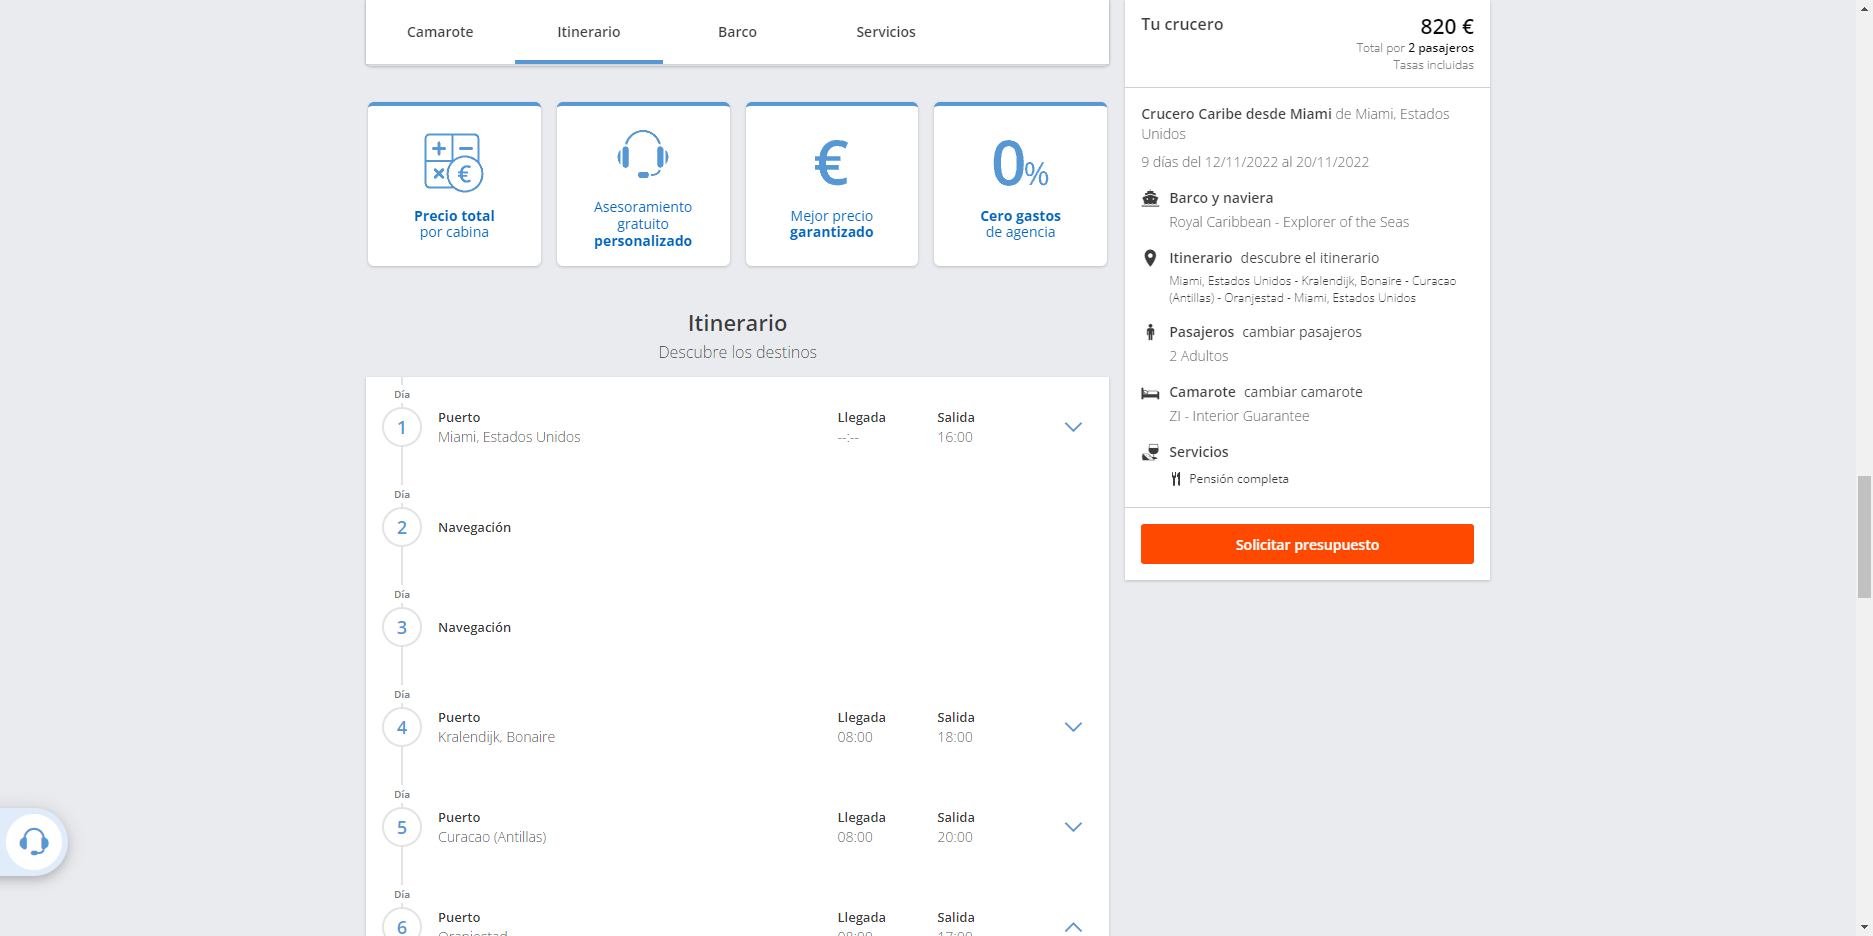 Camarote
Itinerario
Barco
Servicios
Precio total
por cabina
Asesoramiento
gratuito
personalizado
€
Mejor precio
garantizado
0%
Cero gastos
de agencia
Itinerario
Descubre los destinos
Día
1
Puerto
Miami, Estados Unidos
Llegada
--:--
Salida
16:00
Día
2
Navegación
Día
3
Navegación
Día
4
Puerto
Kralendijk, Bonaire
Llegada
08:00
Salida
18:00
Día
5
Puerto
Curacao (Antillas)
Llegada
08:00
Salida
20:00
Día
6
Puerto
Oranjestad
Llegada
08:00
Salida
17:00
Tu crucero
820 €
Total por 2 pasajeros
Tasas incluidas
Crucero Caribe desde Miami de Miami, Estados
Unidos
9 días del 12/11/2022 al 20/11/2022
Barco y naviera
Royal Caribbean - Explorer of the Seas
Itinerario descubre el itinerario
Miami, Estados Unidos - Kralendijk, Bonaire - Curacao
(Antillas) - Oranjestad - Miami, Estados Unidos
Pasajeros cambiar pasajeros
2 Adultos
Camarote cambiar camarote
ZI - Interior Guarantee
Servicios
Pensión completa
Solicitar presupuesto